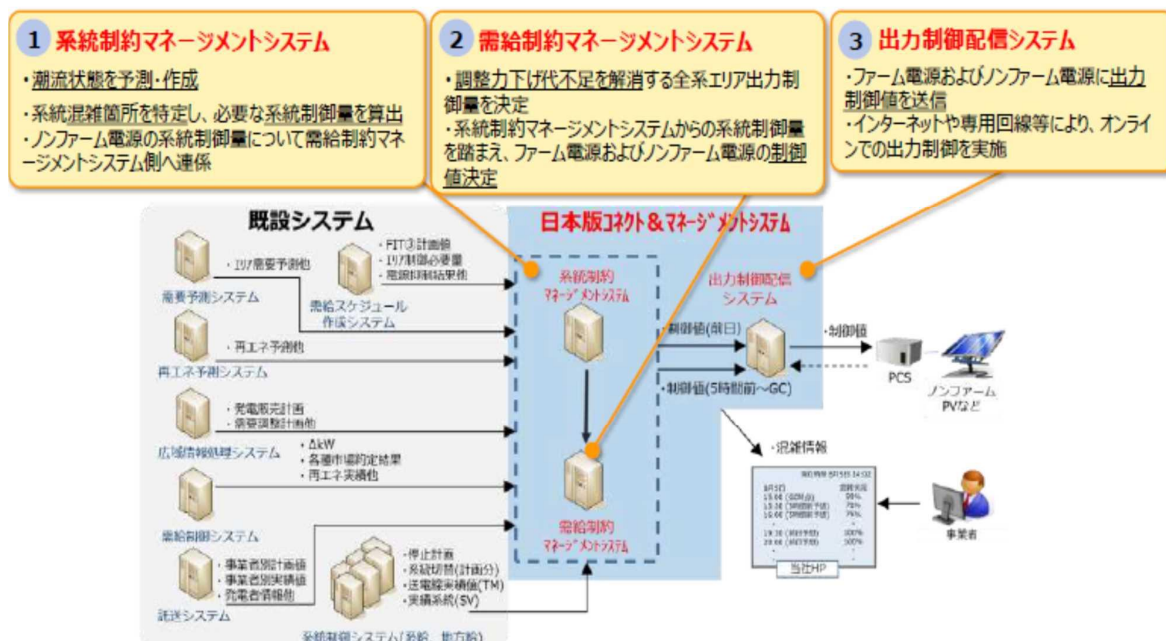 1 系統制約マネージメントシステム
・潮流状態を予測・作成
・系統混雑箇所を特定し、必要な系統制御量を算出
・ノンファーム電源の系統制御量について需給制約マネ
ージメントシステム側へ連係
2 需給制約マネージメントシステム
・調整力下げ代不足を解消する全系エリア出力制
御量を決定
・系統制約マネージメントシステムからの系統制御量
を踏まえ、ファーム電源およびノンファーム電源の制御
値決定
3 出力制御配信システム
・ファーム電源およびノンファーム電源に出力
制御値を送信
・インターネットや専用回線等により、オンライ
ンでの出力制御を実施
既設システム
・エリア需要予測他
需要予測システム
・FIT③計画値
・エリア制御必要量
・電源抑制結果他
需給スケジュール
作成システム
・再エネ予測他
再エネ予測システム
・発電販売計画
・需要調整計画他
広域情報処理システム
・ΔkW
・各種市場約定結果
・再エネ実績他
需給制御システム
・事業者別計画値
・事業者別実績値
・発電者情報他
託送システム
・停止計画
・系統切替(計画分)
・送電線実績値(TM)
・実績系統(SV)
系統制御システム(基給、地方給)
日本版コネクト&マネージメントシステム
系統制約
マネージメントシステム
需給制約
マネージメントシステム
出力制御配信
システム
・制御値(前日)
・制御値(5時間前～GC)
・制御値
PCS
ノンファーム
PVなど
・混雑情報
当社HP
事業者